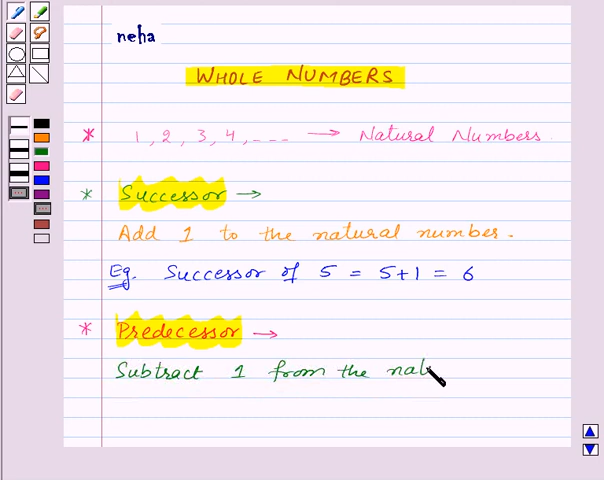 neha
WHOLE NUMBERS
* 1, 2, 3, 4, --- → Natural Numbers
* Successor →
Add 1 to the natural number.
Eg. Successor of 5 = 5+1 = 6
* Predecessor →
Subtract 1 from the nat